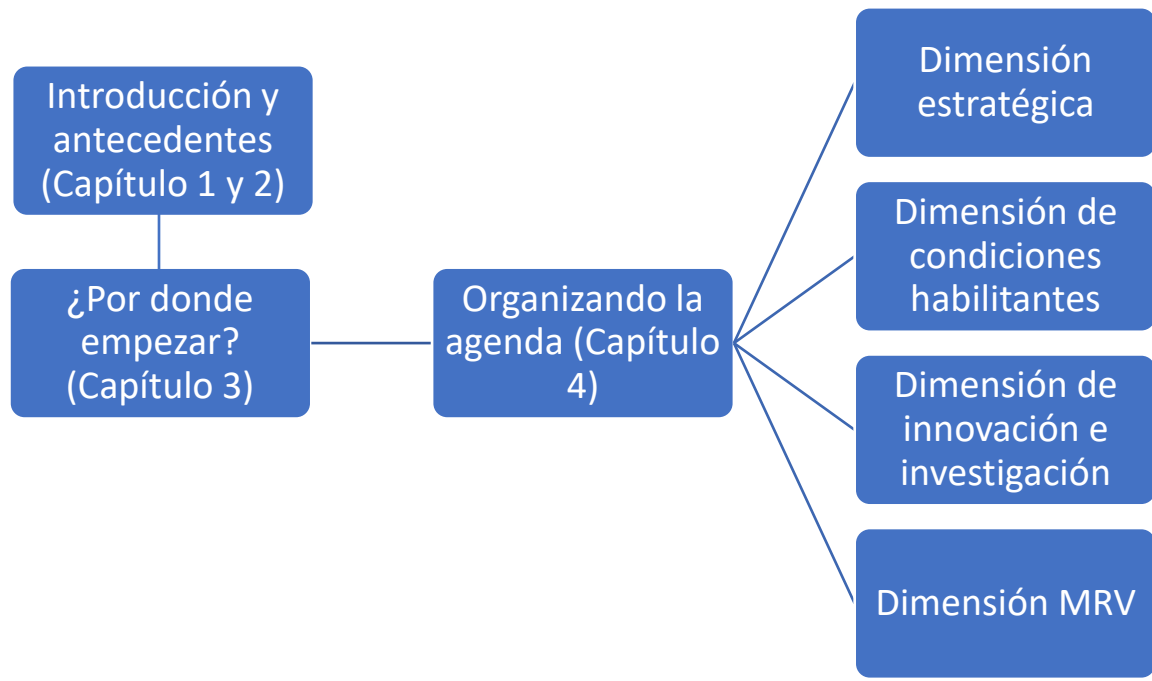 Introducción y
antecedentes
(Capítulo 1 y 2)
¿Por donde
empezar?
(Capítulo 3)
Organizando la
agenda (Capítulo
4)
Dimensión
estratégica
Dimensión de
condiciones
habilitantes
Dimensión de
innovación e
investigación
Dimensión MRV